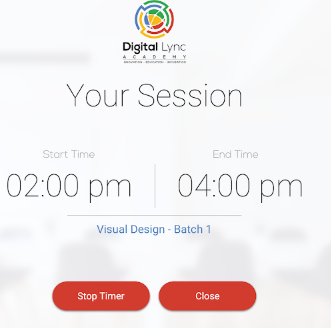 Digital Lync
ACADEMY
Your Session
Start Time
End Time
02:00 pm
04:00 pm
Visual Design - Batch 1
Stop Timer
Close